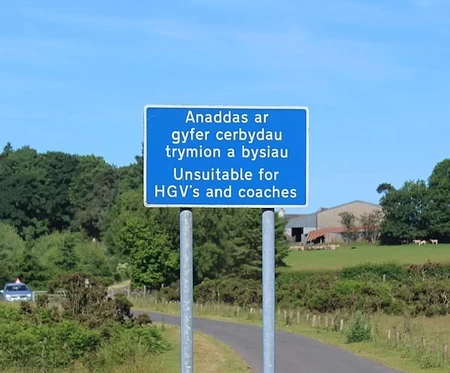 Anaddas ar
gyfer cerbydau
trymion a bysiau
Unsuitable for
HGV's and coaches